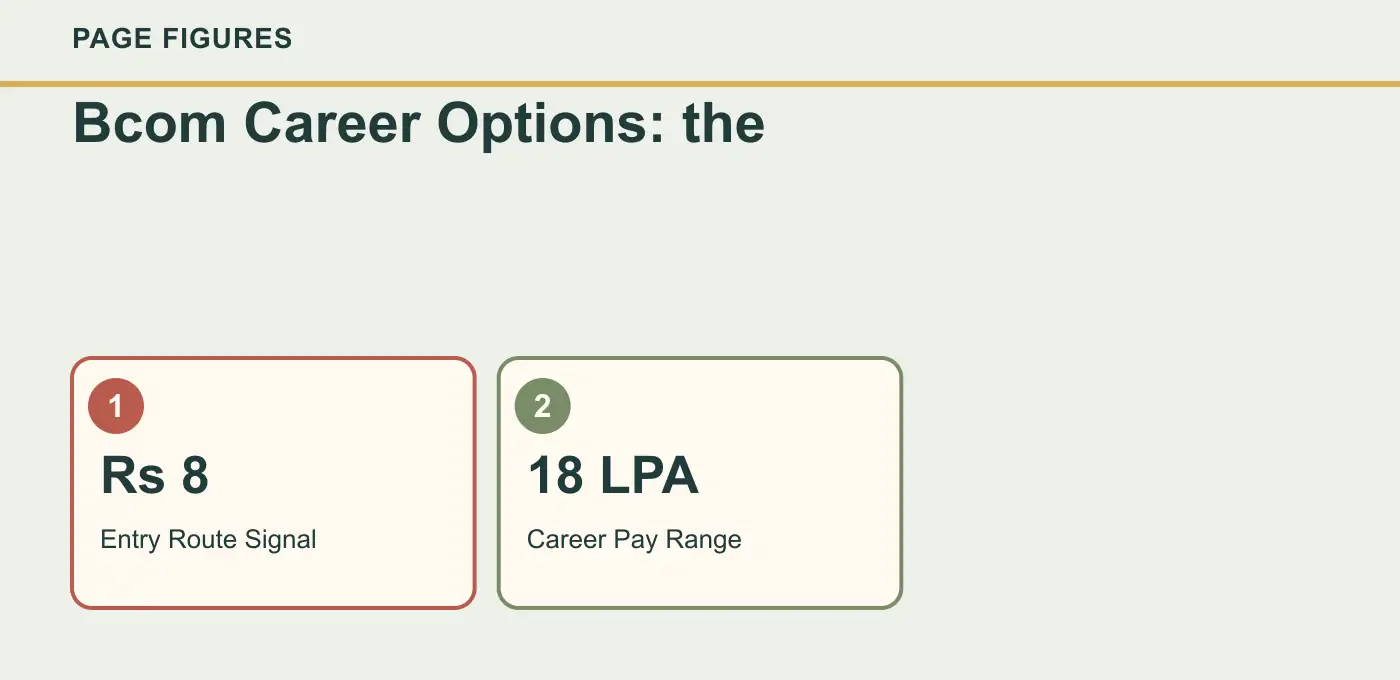 PAGE FIGURES
Bcom Career Options: the
1
Rs 8
Entry Route Signal
2
18 LPA
Career Pay Range